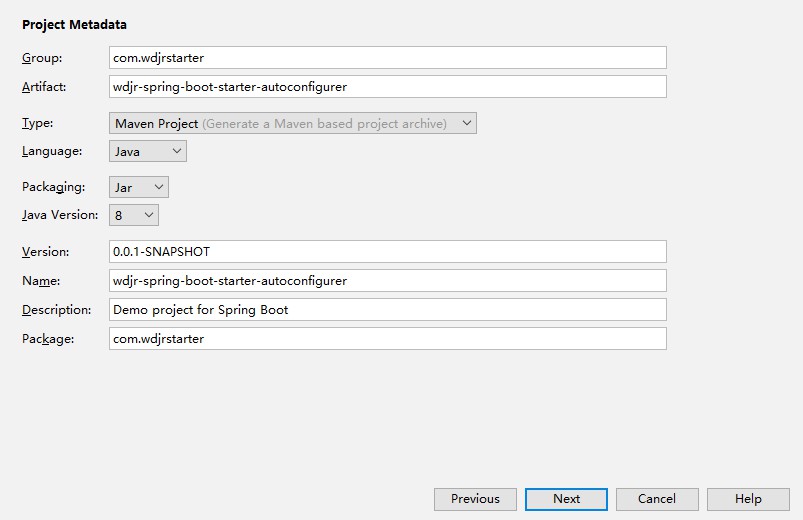 Project Metadata
Group: com.wdjrstarter
Artifact: wdjr-spring-boot-starter-autoconfigurer
Type: Maven Project (Generate a Maven based project archive)
Language: Java
Packaging: Jar
Java Version: 8
Version: 0.0.1-SNAPSHOT
Name: wdjr-spring-boot-starter-autoconfigurer
Description: Demo project for Spring Boot
Package: com.wdjrstarter
Previous Next Cancel Help